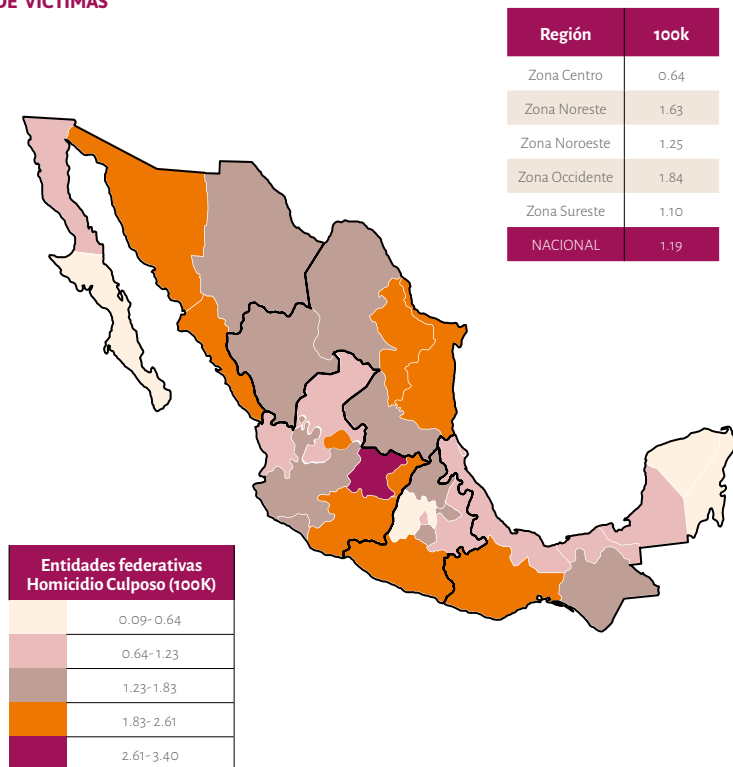 DE VÍCTIMAS
Región 100k
Zona Centro 0.64
Zona Noreste 1.63
Zona Noroeste 1.25
Zona Occidente 1.84
Zona Sureste 1.10
NACIONAL 1.19
Entidades federativas
Homicidio Culposo (100K)
0.09-0.64
0.64-1.23
1.23-1.83
1.83-2.61
2.61-3.40